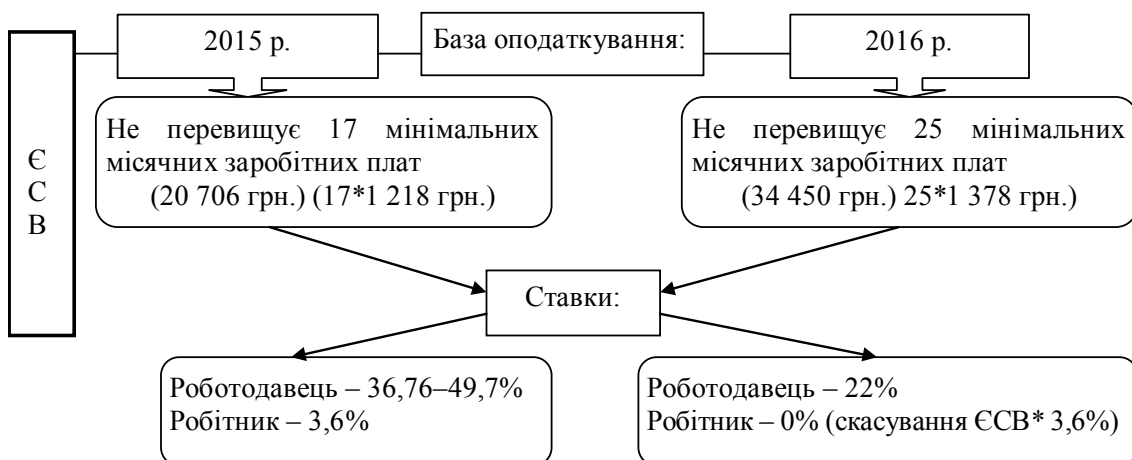 2015 р.
База оподаткування:
2016 р.
Є
С
В
Не перевищує 17 мінімальних
місячних заробітних плат
(20 706 грн.) (17*1 218 грн.)
Не перевищує 25 мінімальних
місячних заробітних плат
(34 450 грн.) 25*1 378 грн.)
Ставки:
Роботодавець – 36,76–49,7%
Робітник – 3,6%
Роботодавець – 22%
Робітник – 0% (скасування ЄСВ* 3,6%)